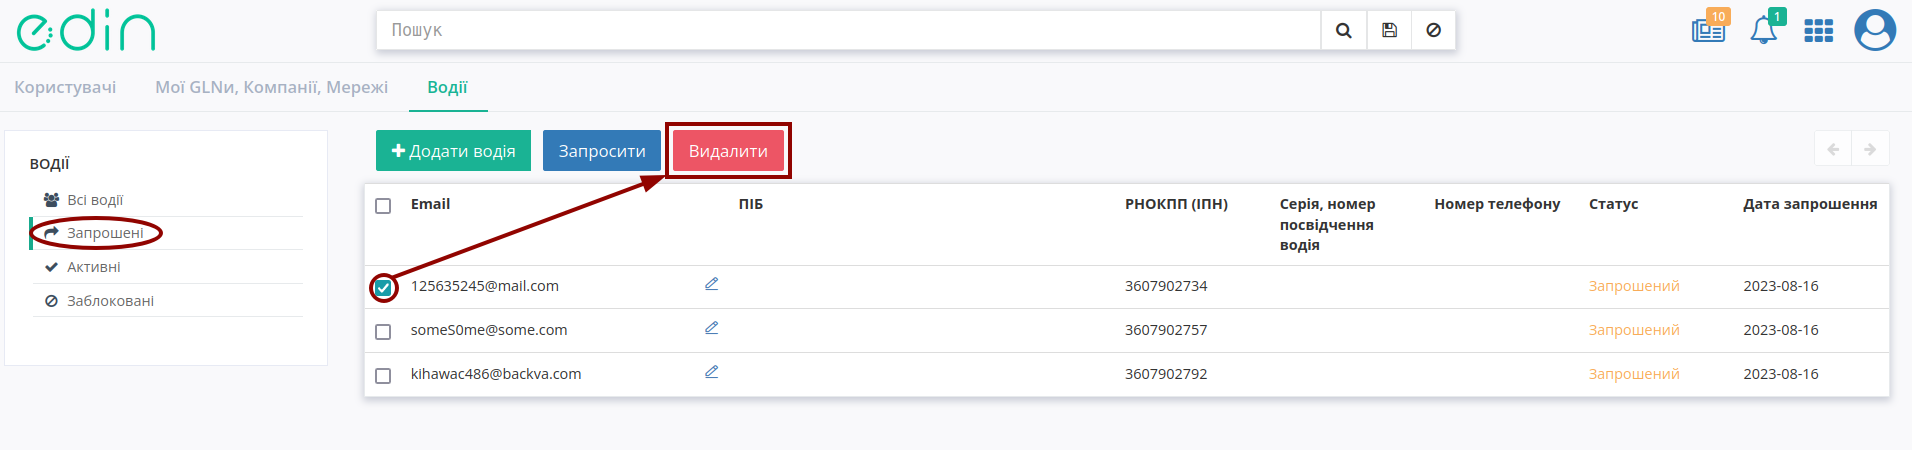 edin
Пошук
10
1
Користувачі
Мої GLNи, Компанії, Мережі
Водії
ВОДІЇ
Всі водії
Запрошені
Активні
Заблоковані
Додати водія
Запросити
Видалити
Email ПІБ РНОКПП (ІПН) Серія, номер посвідчення водія Номер телефону Статус Дата запрошення
125635245@mail.com 3607902734 Запрошений 2023-08-16
someS0me@some.com 3607902757 Запрошений 2023-08-16
kihawac486@backva.com 3607902792 Запрошений 2023-08-16